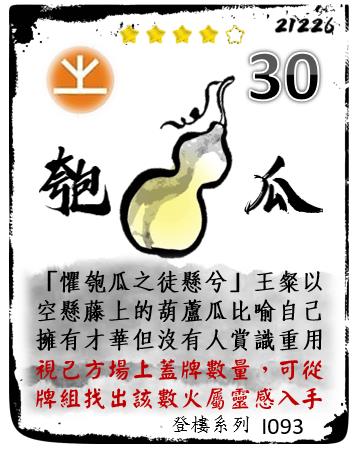 21226
30
匏瓜
「懼匏瓜之徒懸兮」王粲以
空懸藤上的葫蘆瓜比喻自己
擁有才華但沒有人賞識重用
視己方場上蓋牌數量，可從
牌組找出該數火屬靈感入手
登樓系列 I093